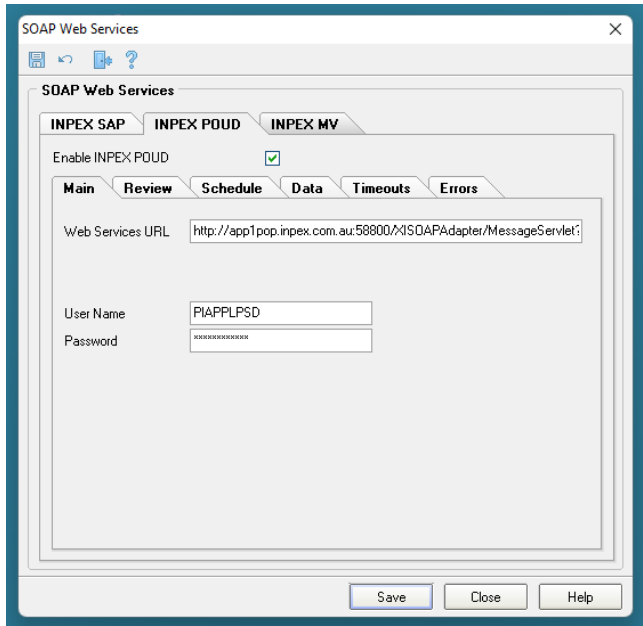 SOAP Web Services
SOAP Web Services
INPEX SAP INPEX POUD INPEX MV
Enable INPEX POUD
Main Review Schedule Data Timeouts Errors
Web Services URL http://app1pop.inpex.com.au:58800/XISOAPAdapter/MessageServlet?
User Name PIAPPLPSD
Password ************
Save Close Help